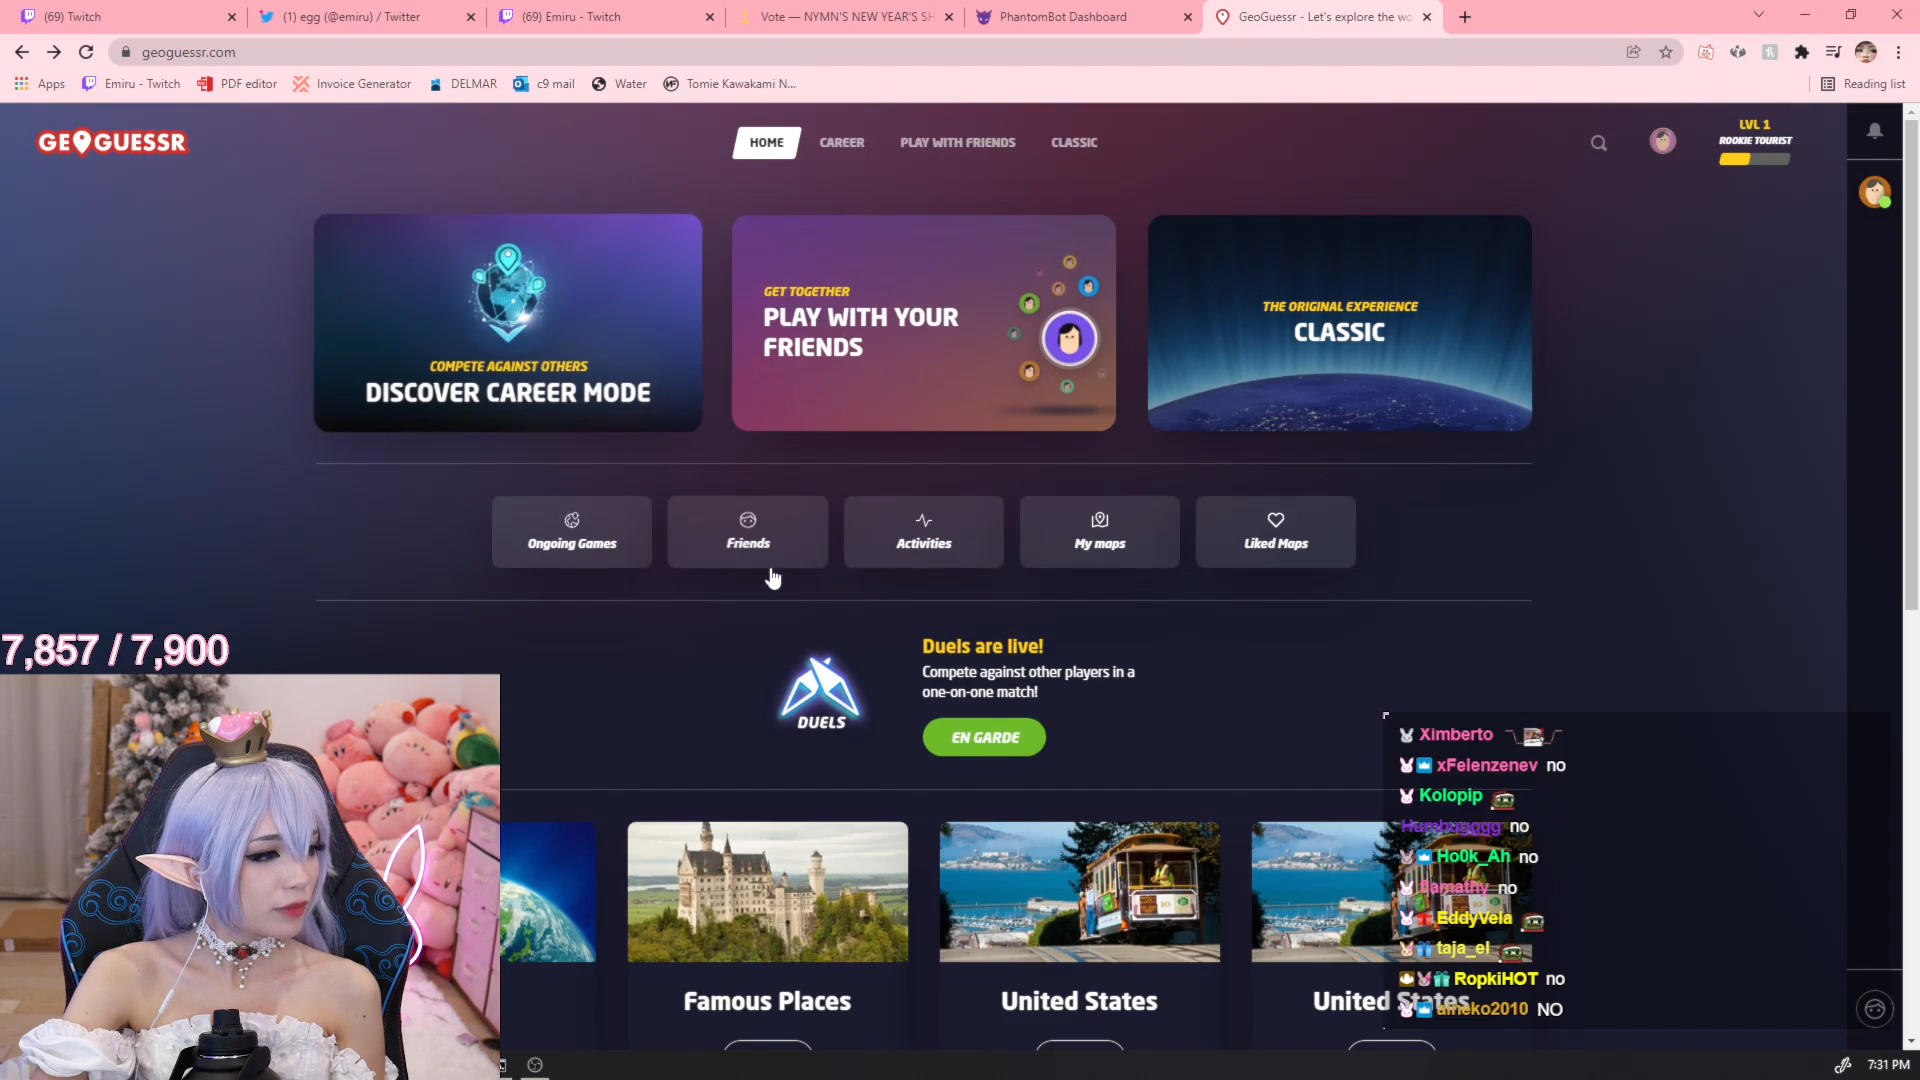 (69) Twitch
(1) egg (@emiru) / Twitter
(69) Emiru - Twitch
Vote — NYMN'S NEW YEAR'S SH
PhantomBot Dashboard
GeoGuessr - Let's explore the wo
geoguessr.com
Apps
Emiru - Twitch
PDF editor
Invoice Generator
DELMAR
c9 mail
Water
Tomie Kawakami N...
Reading list
GEOGUESSR
HOME
CAREER
PLAY WITH FRIENDS
CLASSIC
LVL 1
ROOKIE TOURIST
COMPETE AGAINST OTHERS
DISCOVER CAREER MODE
GET TOGETHER
PLAY WITH YOUR
FRIENDS
THE ORIGINAL EXPERIENCE
CLASSIC
Ongoing Games
Friends
Activities
My maps
Liked Maps
7,857 / 7,900
DUELS
Duels are live!
Compete against other players in a
one-on-one match!
EN GARDE
Ximberto
xFelenzenev no
Kolopip
Humbugggg no
Ho0k_Ah no
flamathy no
EddyVela
taja_el
RopkiHOT no
aineko2010 NO
Famous Places
United States
United States
7:31 PM